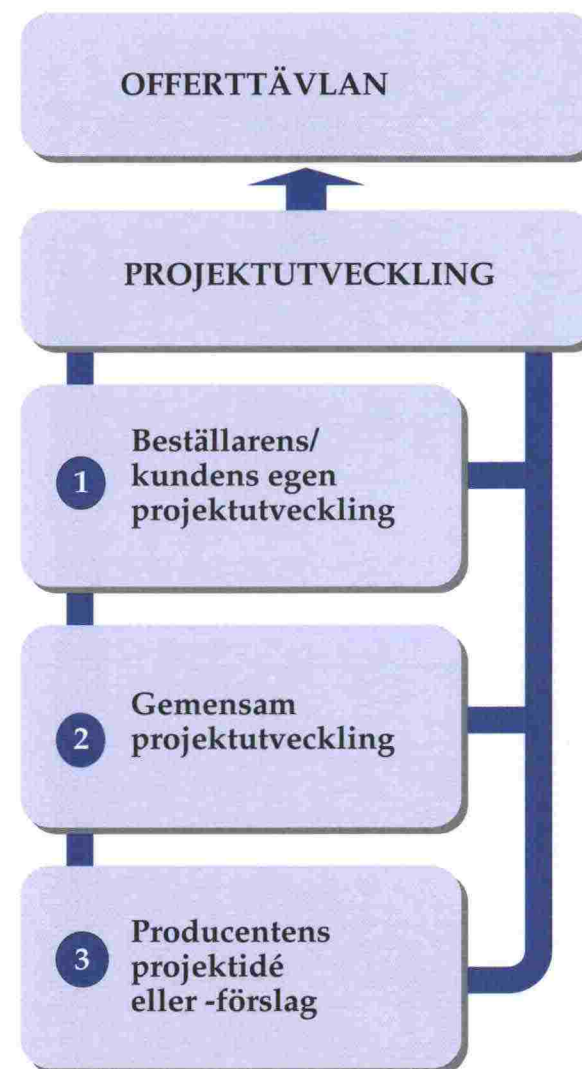 OFFERTTÄVLAN
PROJEKTUTVECKLING
1
Beställarens/
kundens egen
projektutveckling
2
Gemensam
projektutveckling
3
Producentens
projektidé
eller -förslag